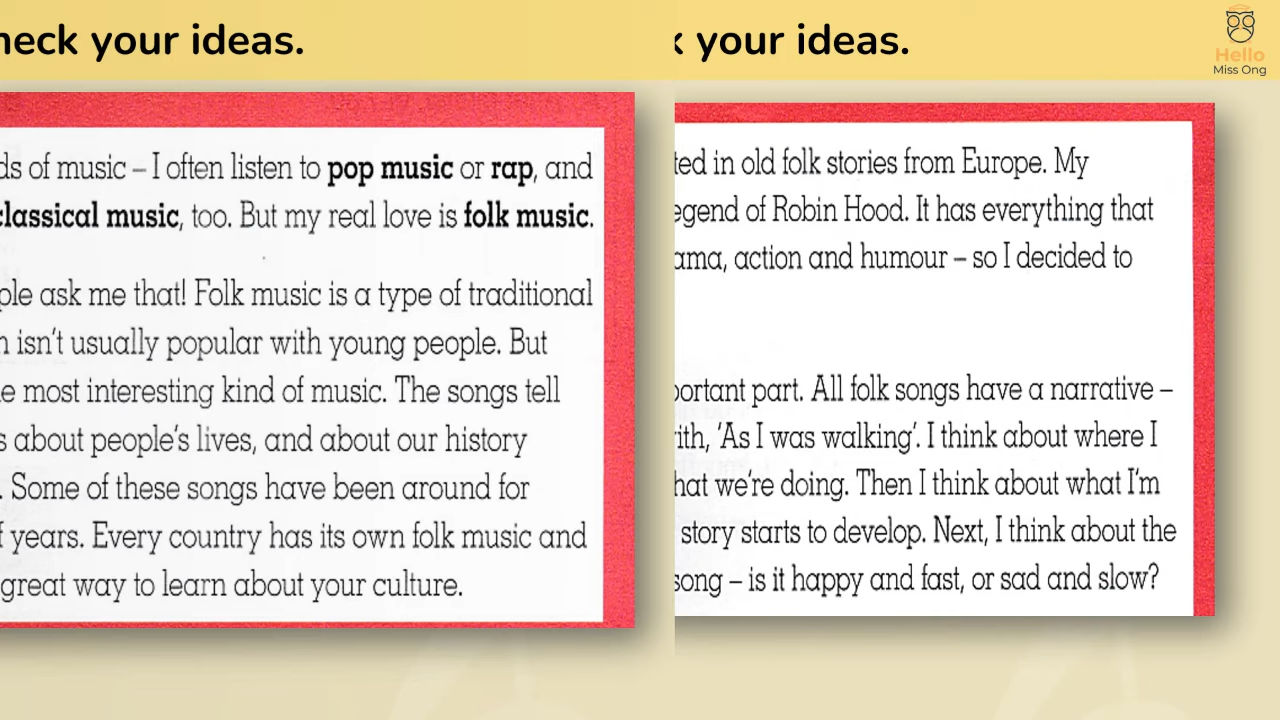 heck your ideas.
ds of music – I often listen to pop music or rap, and
classical music, too. But my real love is folk music.
ple ask me that! Folk music is a type of traditional
isn't usually popular with young people. But
most interesting kind of music. The songs tell
s about people's lives, and about our history
. Some of these songs have been around for
f years. Every country has its own folk music and
great way to learn about your culture.
k your ideas.
Hello
Miss Ong
ted in old folk stories from Europe. My
egend of Robin Hood. It has everything that
ama, action and humour – so I decided to
portant part. All folk songs have a narrative –
ith, 'As I was walking'. I think about where I
hat we're doing. Then I think about what I'm
story starts to develop. Next, I think about the
song – is it happy and fast, or sad and slow?